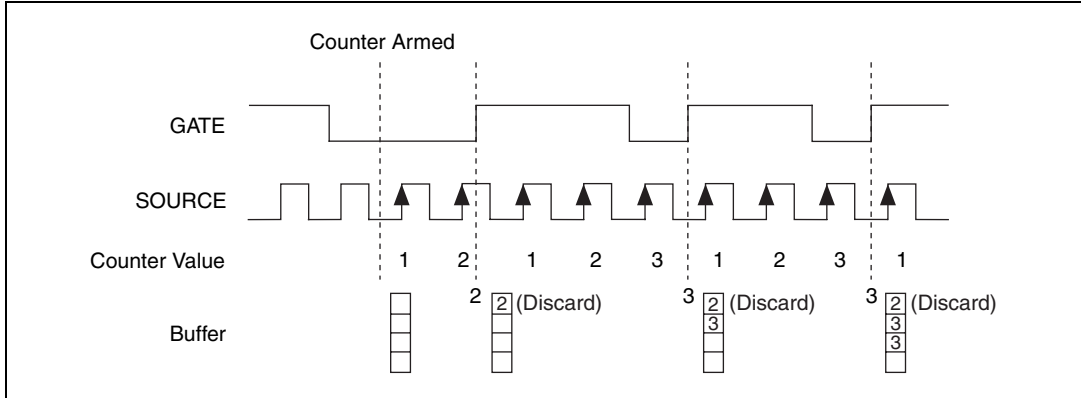 Counter Armed
GATE
SOURCE
Counter Value 1 2 1 2 3 1 2 3 1
2 3 3
Buffer
2 (Discard)
2 (Discard)
3
2 (Discard)
3
3